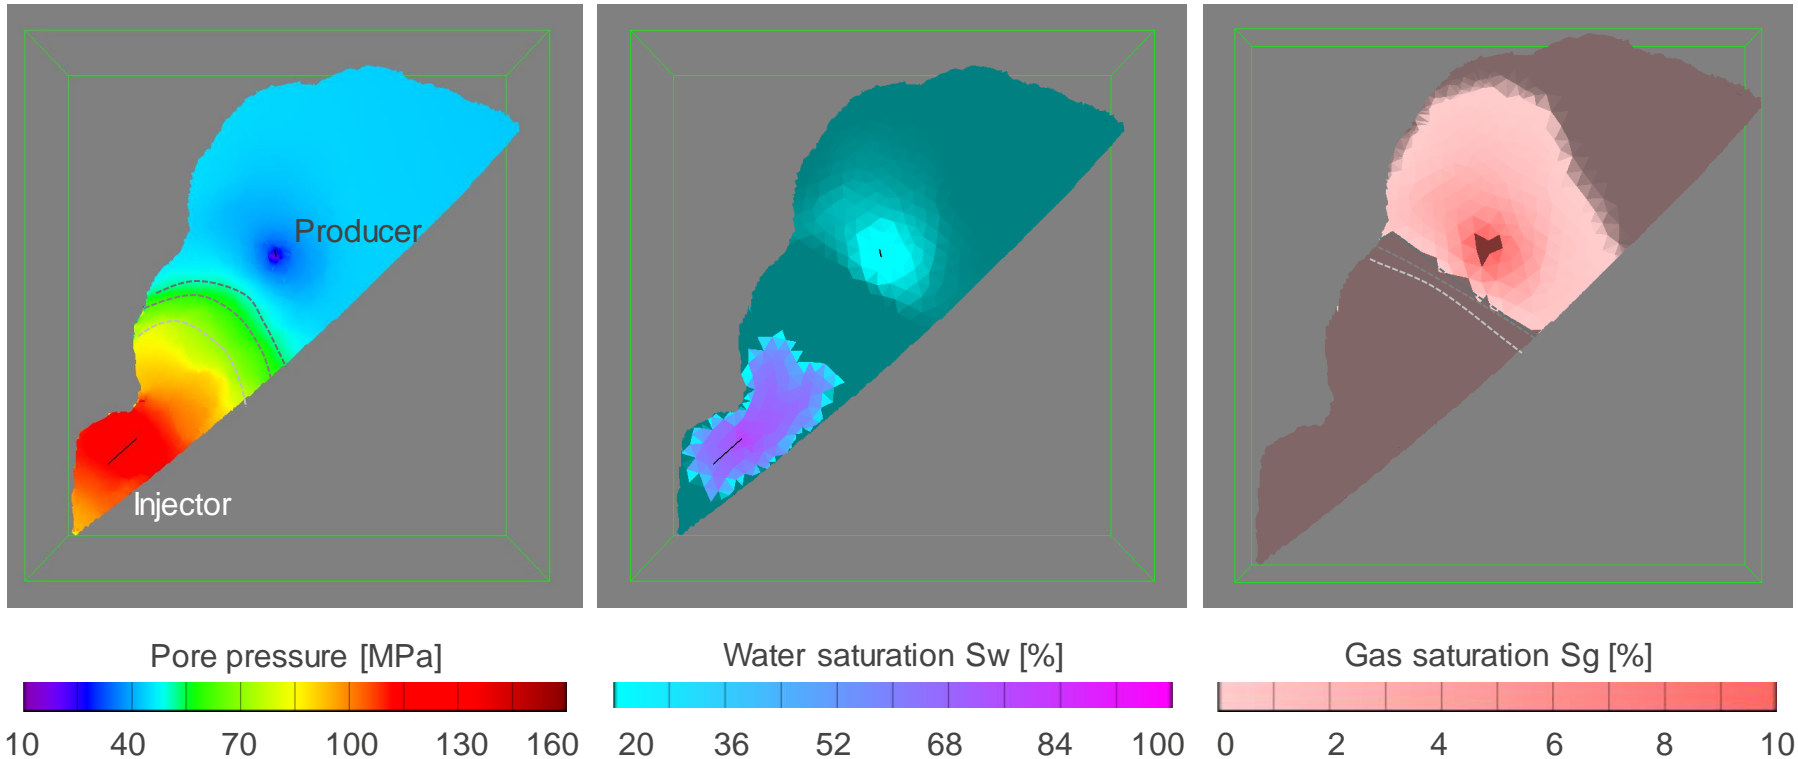 Producer
Injector
Pore pressure [MPa]
Water saturation Sw [%]
Gas saturation Sg [%]
10 40 70 100 130 160
20 36 52 68 84 100
0 2 4 6 8 10